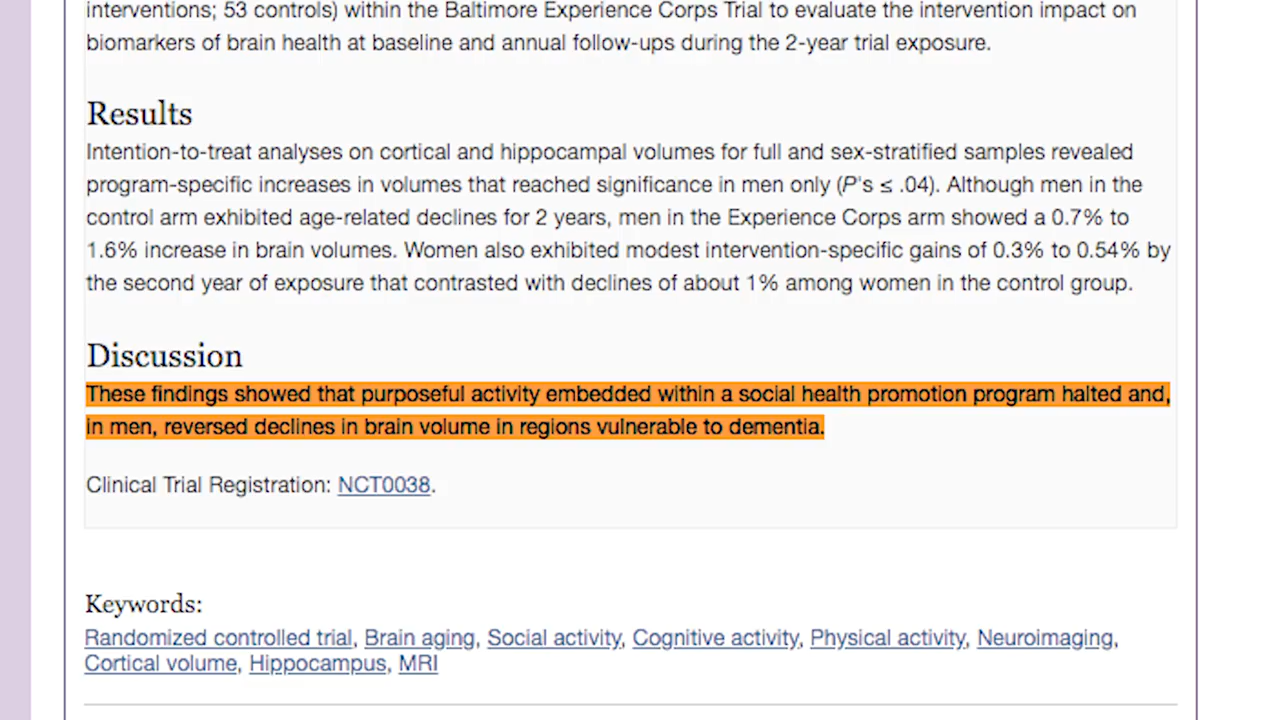 interventions; 53 controls) within the Baltimore Experience Corps Trial to evaluate the intervention impact on
biomarkers of brain health at baseline and annual follow-ups during the 2-year trial exposure.
Results
Intention-to-treat analyses on cortical and hippocampal volumes for full and sex-stratified samples revealed
program-specific increases in volumes that reached significance in men only (P's ≤ .04). Although men in the
control arm exhibited age-related declines for 2 years, men in the Experience Corps arm showed a 0.7% to
1.6% increase in brain volumes. Women also exhibited modest intervention-specific gains of 0.3% to 0.54% by
the second year of exposure that contrasted with declines of about 1% among women in the control group.
Discussion
These findings showed that purposeful activity embedded within a social health promotion program halted and,
in men, reversed declines in brain volume in regions vulnerable to dementia.
Clinical Trial Registration: NCT0038.
Keywords:
Randomized controlled trial, Brain aging, Social activity, Cognitive activity, Physical activity, Neuroimaging,
Cortical volume, Hippocampus, MRI